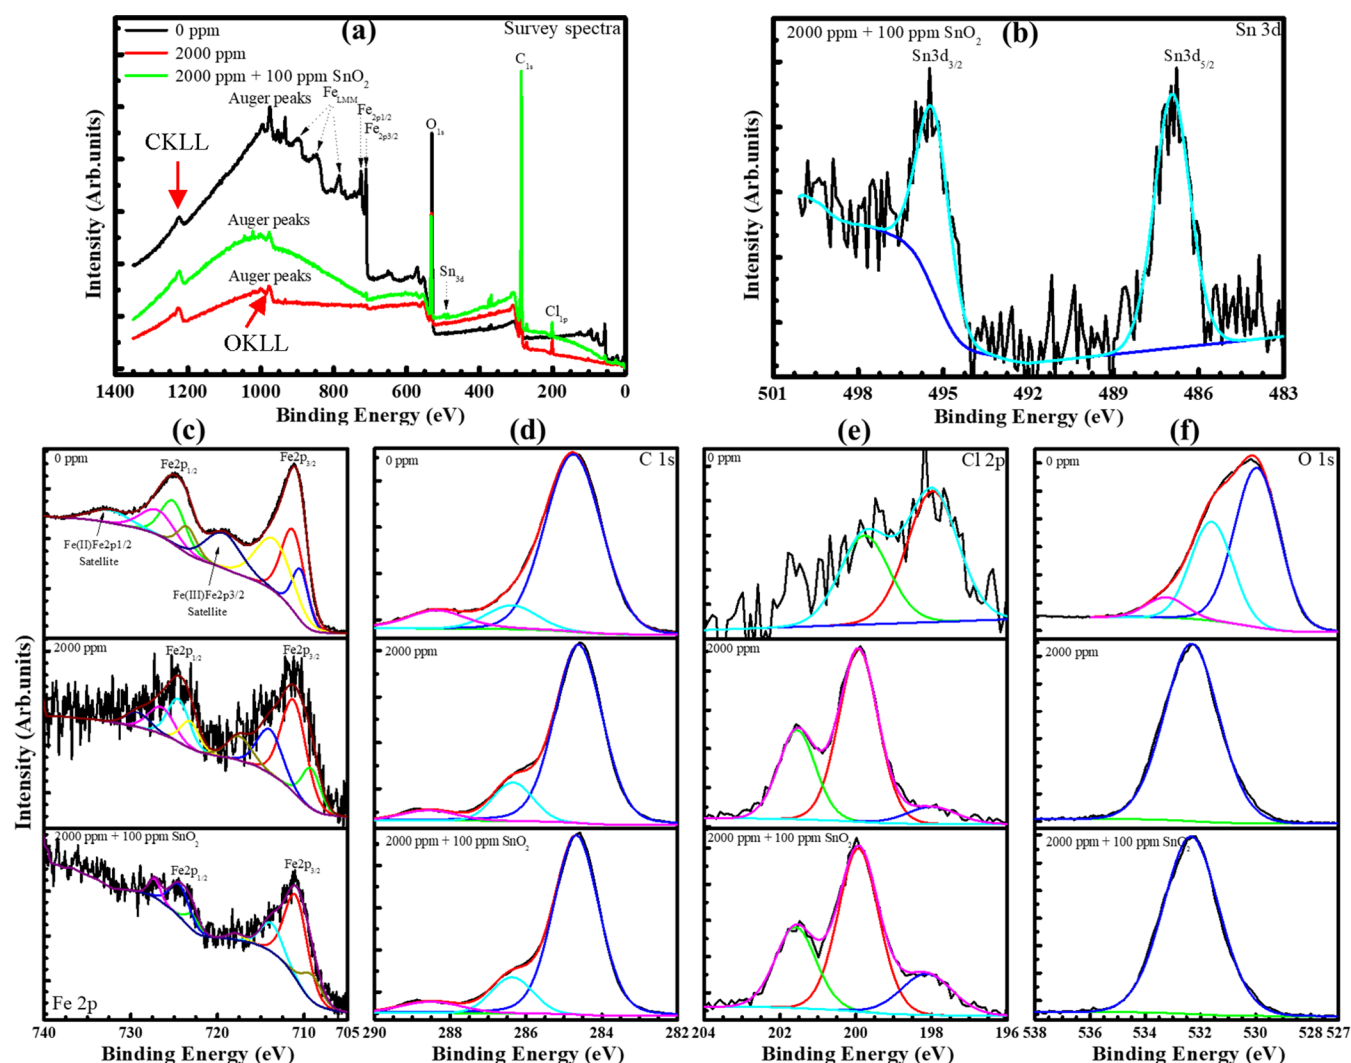 (a)
0 ppm
2000 ppm
2000 ppm + 100 ppm SnO2
Survey spectra
C1s
Auger peaks
FeLMM
Fe2p1/2
Fe2p3/2
O1s
CKLL
Auger peaks
Auger peaks
OKLL
Sn3d
Cl1p
Intensity (Arb.units)
1400 1200 1000 800 600 400 200 0
Binding Energy (eV)
(b)
2000 ppm + 100 ppm SnO2
Sn 3d
Sn3d3/2
Sn3d5/2
Intensity (Arb.units)
501 498 495 492 489 486 483
Binding Energy (eV)
(c)
0 ppm
Fe2p1/2
Fe2p3/2
Fe(II)Fe2p1/2
Satellite
Fe(III)Fe2p3/2
Satellite
2000 ppm
Fe2p1/2
Fe2p3/2
2000 ppm + 100 ppm SnO2
Fe2p1/2
Fe2p3/2
Fe 2p
Intensity (Arb.units)
740 730 720 710 705
Binding Energy (eV)
(d)
0 ppm
C 1s
2000 ppm
2000 ppm + 100 ppm SnO2
290 288 286 284 282
Binding Energy (eV)
(e)
0 ppm
Cl 2p
2000 ppm
2000 ppm + 100 ppm SnO2
204 202 200 198 196
Binding Energy (eV)
(f)
0 ppm
O 1s
2000 ppm
2000 ppm + 100 ppm SnO2
538 536 534 532 530 528 527
Binding Energy (eV)